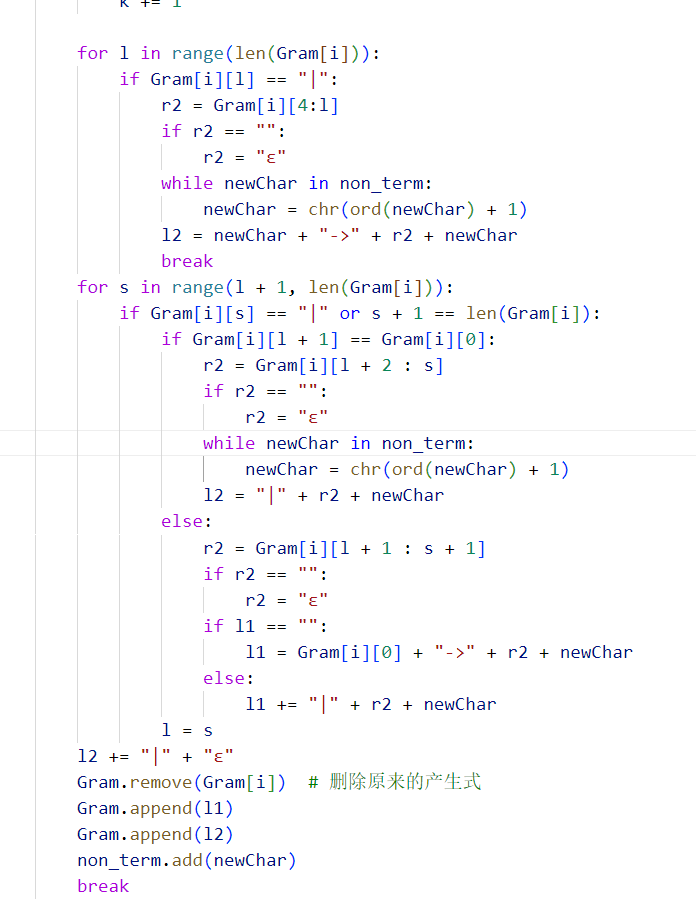 k += 1
for l in range(len(Gram[i])):
if Gram[i][l] == "|":
r2 = Gram[i][4:l]
if r2 == "":
r2 = "ε"
while newChar in non_term:
newChar = chr(ord(newChar) + 1)
l2 = newChar + "->" + r2 + newChar
break
for s in range(l + 1, len(Gram[i])):
if Gram[i][s] == "|" or s + 1 == len(Gram[i]):
if Gram[i][l + 1] == Gram[i][0]:
r2 = Gram[i][l + 2 : s]
if r2 == "":
r2 = "ε"
while newChar in non_term:
newChar = chr(ord(newChar) + 1)
l2 = "|" + r2 + newChar
else:
r2 = Gram[i][l + 1 : s + 1]
if r2 == "":
r2 = "ε"
if l1 == "":
l1 = Gram[i][0] + "->" + r2 + newChar
else:
l1 += "|" + r2 + newChar
l = s
l2 += "|" + "ε"
Gram.remove(Gram[i])  # 删除原来的产生式
Gram.append(l1)
Gram.append(l2)
non_term.add(newChar)
break